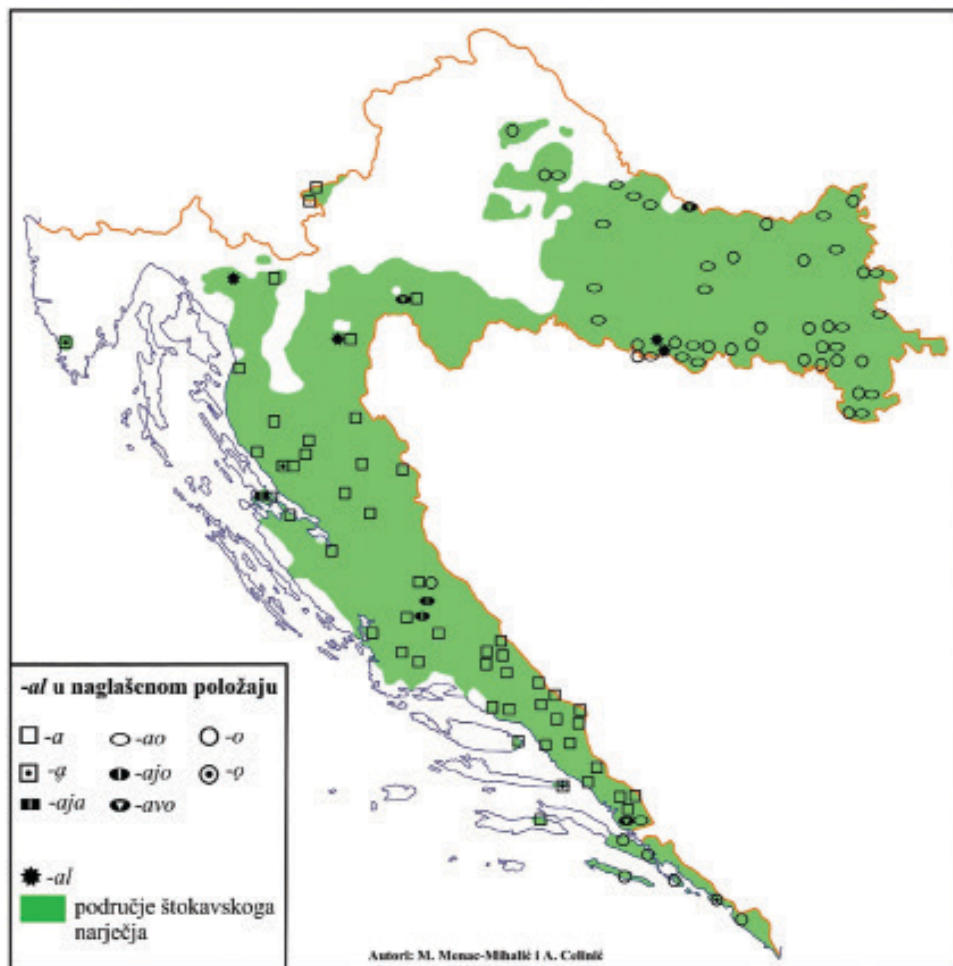 -al u naglašenom položaju
-a -ao -o
-ą -ajo -ǫ
-aja -avo
-al
područje štokavskoga
narječja
Autori: M. Menac-Mihalić i A. Celinić